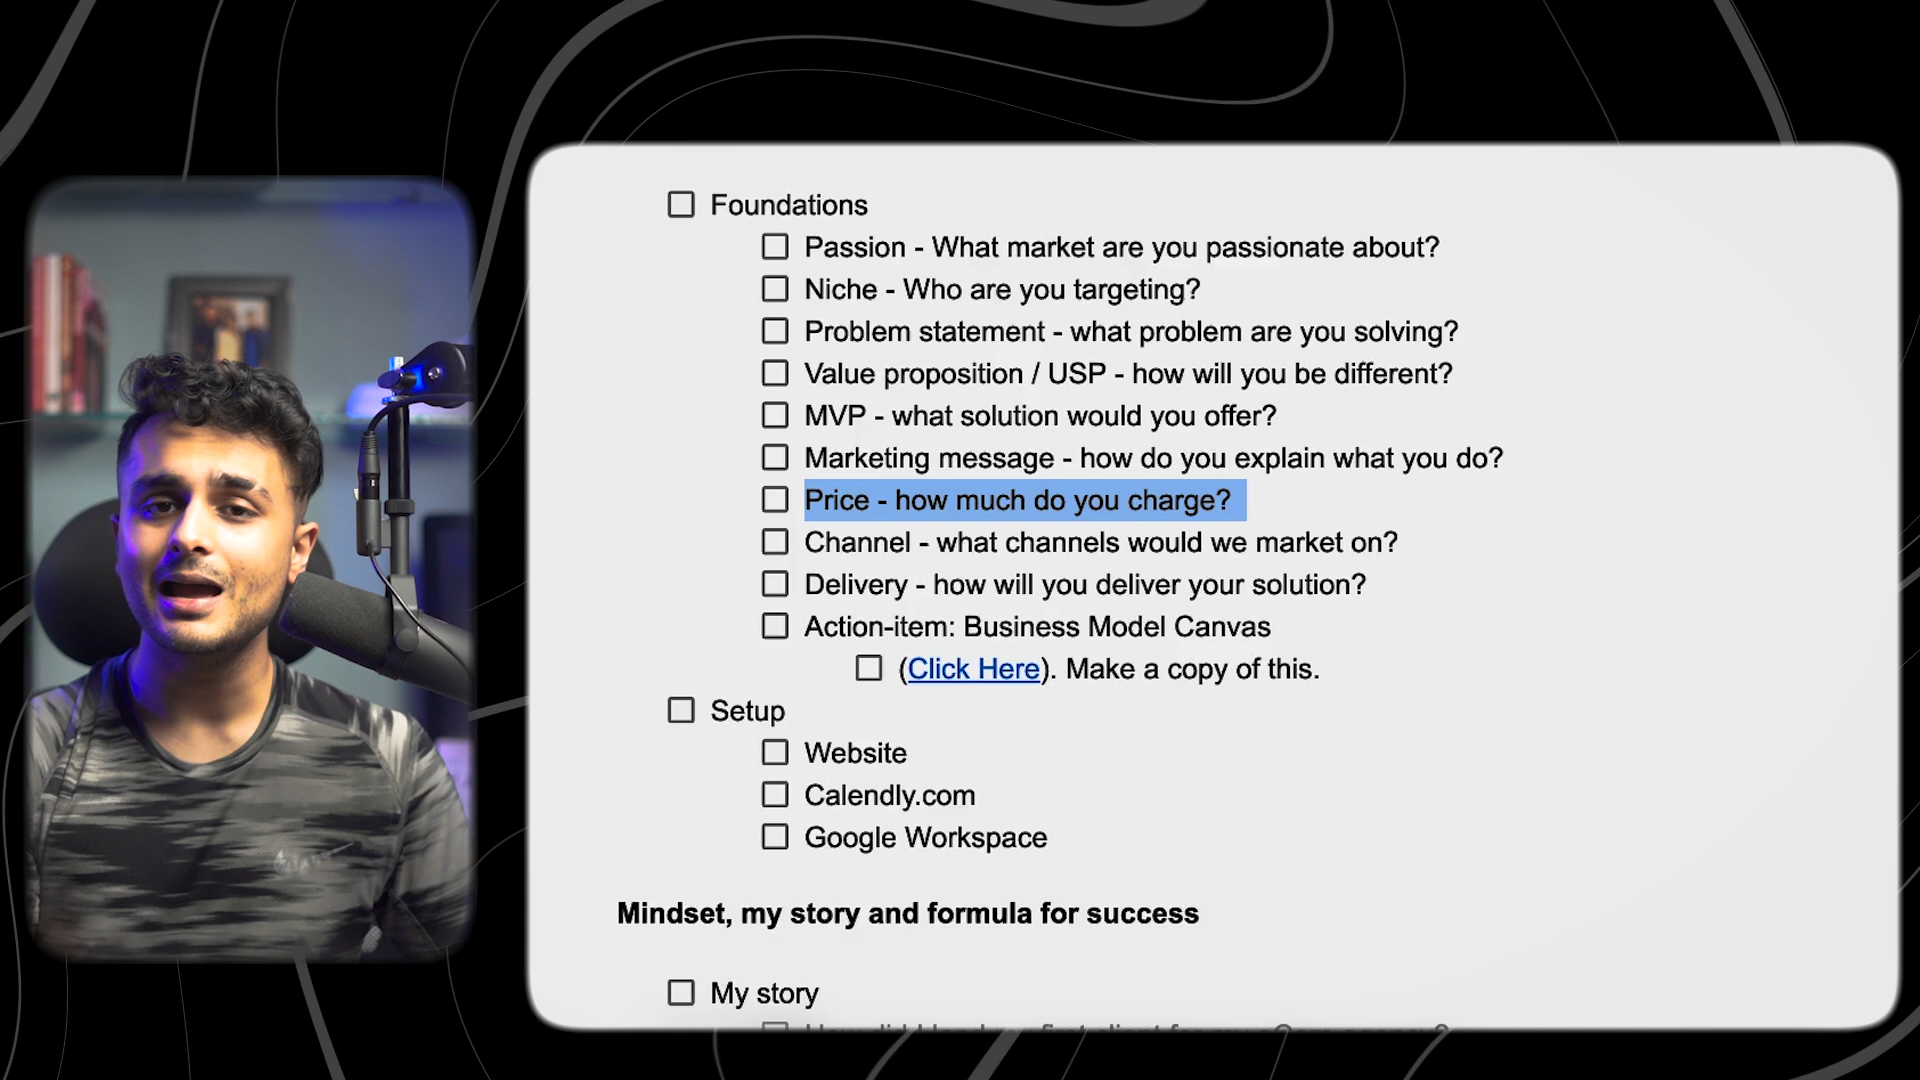 Foundations
Passion - What market are you passionate about?
Niche - Who are you targeting?
Problem statement - what problem are you solving?
Value proposition / USP - how will you be different?
MVP - what solution would you offer?
Marketing message - how do you explain what you do?
Price - how much do you charge?
Channel - what channels would we market on?
Delivery - how will you deliver your solution?
Action-item: Business Model Canvas
(Click Here). Make a copy of this.
Setup
Website
Calendly.com
Google Workspace
Mindset, my story and formula for success
My story